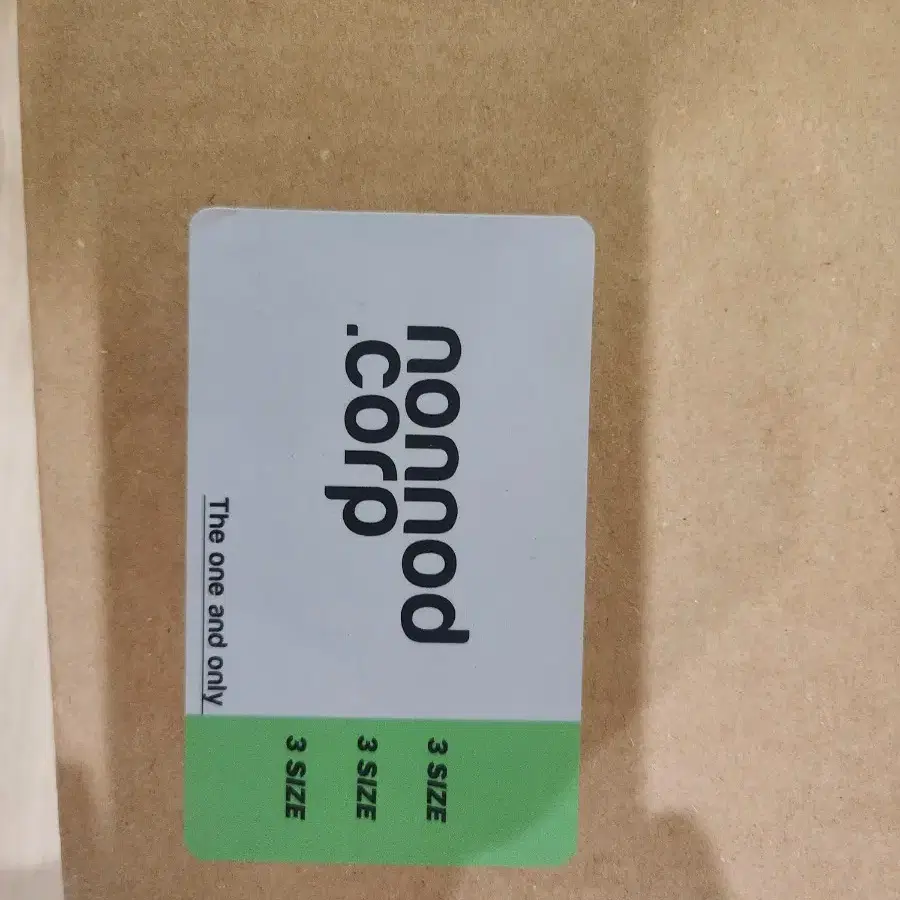 nonnod
.corp
The one and only
3 SIZE
3 SIZE
3 SIZE